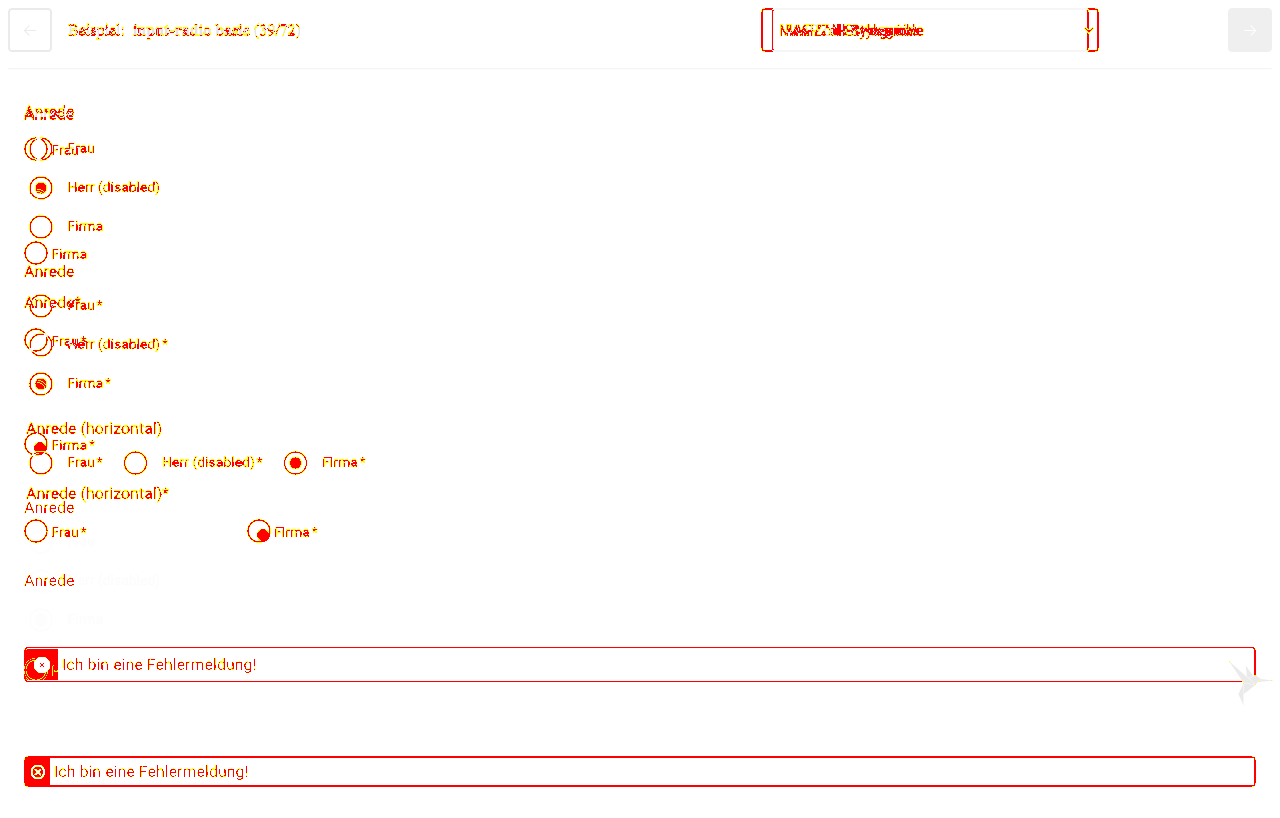 Beispiel: input-radio basic (39/72)
Anrede
Frau
Frau
Herr (disabled)
Firma
Firma
Anrede
Anrede*
Frau*
Frau*
Herr (disabled)*
Firma*
Anrede (horizontal)
Firma*
Frau* Herr (disabled)* Firma*
Anrede (horizontal)*
Anrede
Frau* Firma*
Anrede
Ich bin eine Fehlermeldung!
Ich bin eine Fehlermeldung!